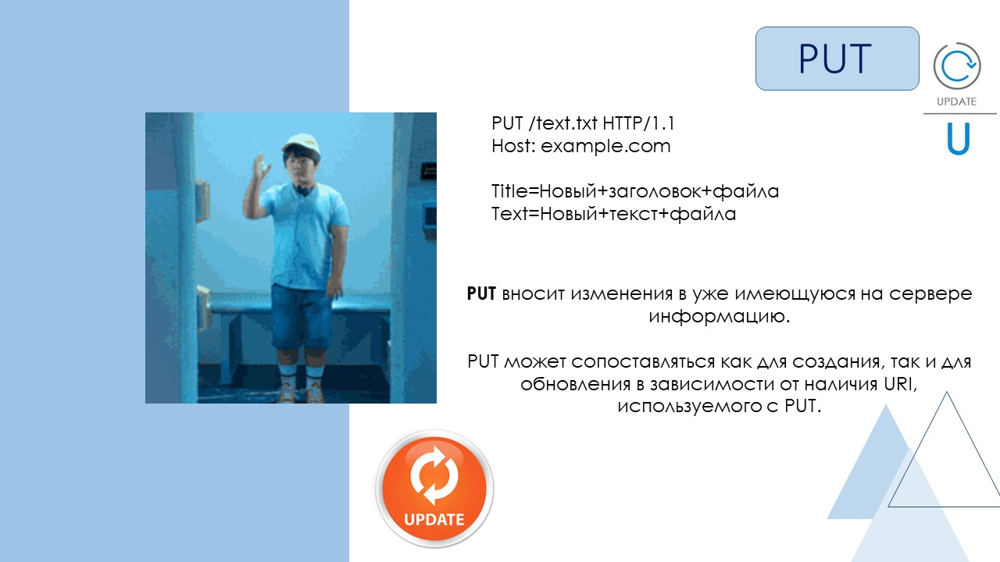 PUT
UPDATE
U
PUT /text.txt HTTP/1.1
Host: example.com
Title=Новый+заголовок+файла
Text=Новый+текст+файла
PUT вносит изменения в уже имеющуюся на сервере
информацию.
PUT может сопоставляться как для создания, так и для
обновления в зависимости от наличия URI,
используемого с PUT.
UPDATE